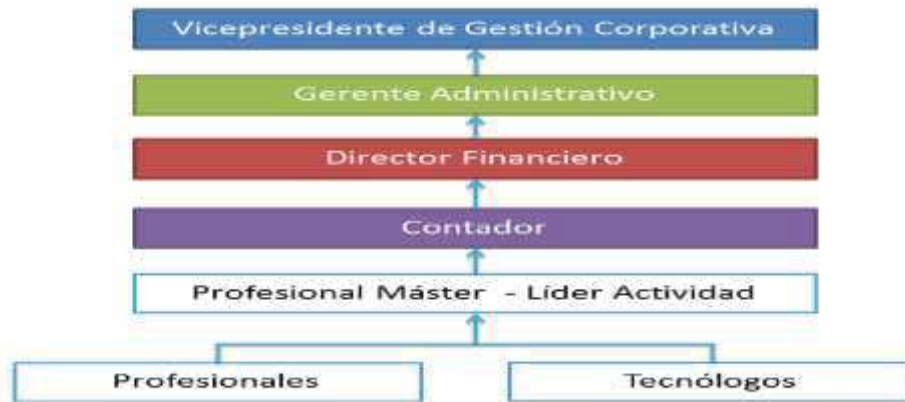 Vicepresidente de Gestión Corporativa
Gerente Administrativo
Director Financiero
Contador
Profesional Máster - Líder Actividad
Profesionales
Tecnólogos